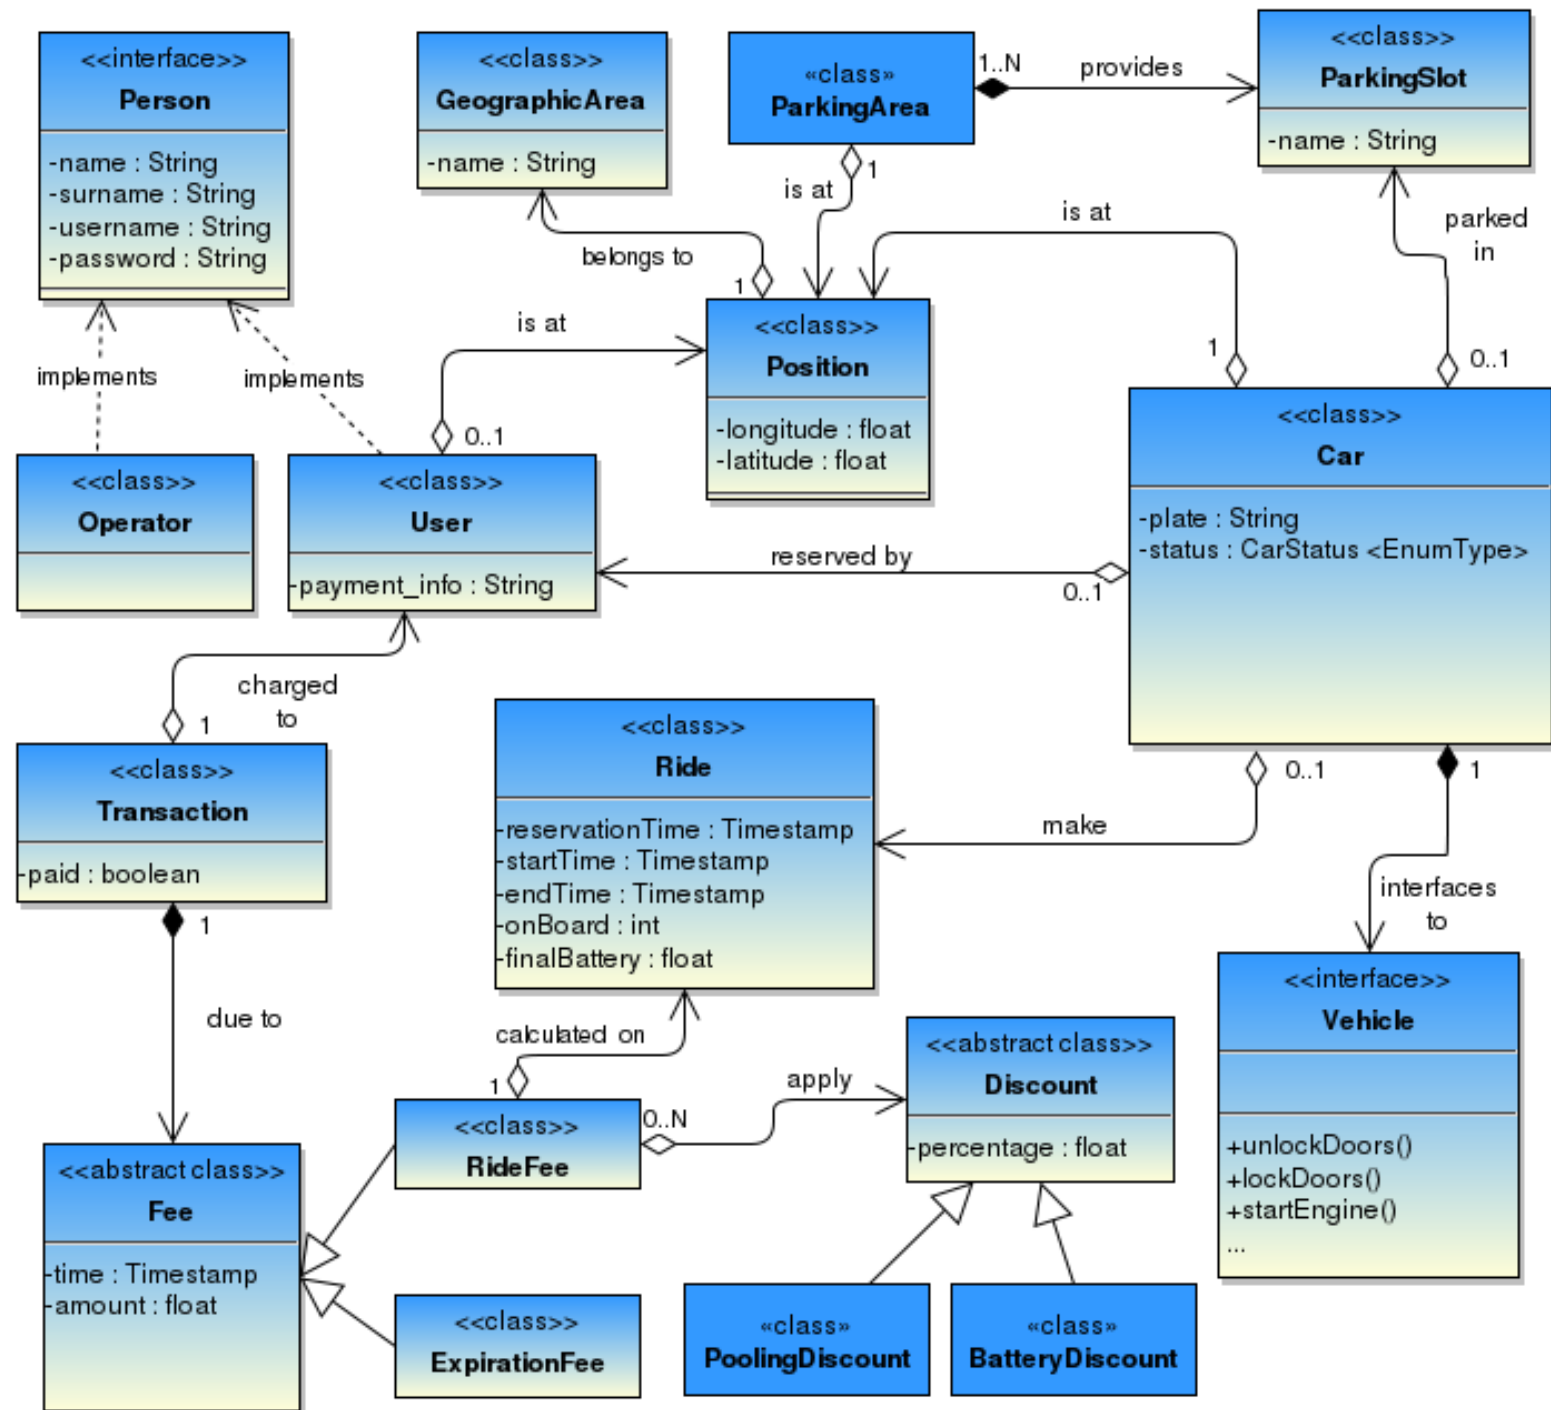 <<interface>>
Person
-name : String
-surname : String
-username : String
-password : String
<<class>>
GeographicArea
-name : String
«class»
ParkingArea
1..N
provides
<<class>>
ParkingSlot
-name : String
1
is at
is at
parked
in
belongs to
1
is at
<<class>>
Position
-longitude : float
-latitude : float
1
0..1
implements
implements
0..1
<<class>>
Car
-plate : String
-status : CarStatus <EnumType>
<<class>>
Operator
<<class>>
User
-payment_info : String
reserved by
0..1
charged
to
1
<<class>>
Transaction
-paid : boolean
1
<<class>>
Ride
-reservationTime : Timestamp
-startTime : Timestamp
-endTime : Timestamp
-onBoard : int
-finalBattery : float
make
0..1
1
interfaces
to
<<interface>>
Vehicle
+unlockDoors()
+lockDoors()
+startEngine()
...
due to
calculated on
1
<<class>>
RideFee
0..N
apply
<<abstract class>>
Discount
-percentage : float
<<abstract class>>
Fee
-time : Timestamp
-amount : float
<<class>>
ExpirationFee
«class»
PoolingDiscount
«class»
BatteryDiscount